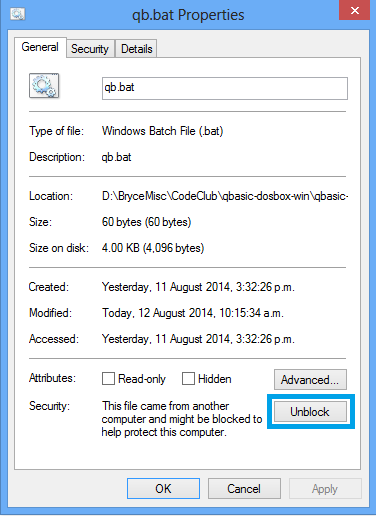 qb.bat Properties
General Security Details
qb.bat
Type of file: Windows Batch File (.bat)
Description: qb.bat
Location: D:\BryceMisc\CodeClub\qbasic-dosbox-win\qbasic-
Size: 60 bytes (60 bytes)
Size on disk: 4.00 KB (4,096 bytes)
Created: Yesterday, 11 August 2014, 3:32:26 p.m.
Modified: Today, 12 August 2014, 10:15:34 a.m.
Accessed: Yesterday, 11 August 2014, 3:32:26 p.m.
Attributes: Read-only Hidden Advanced...
Security: This file came from another
computer and might be blocked to
help protect this computer.
Unblock
OK Cancel Apply